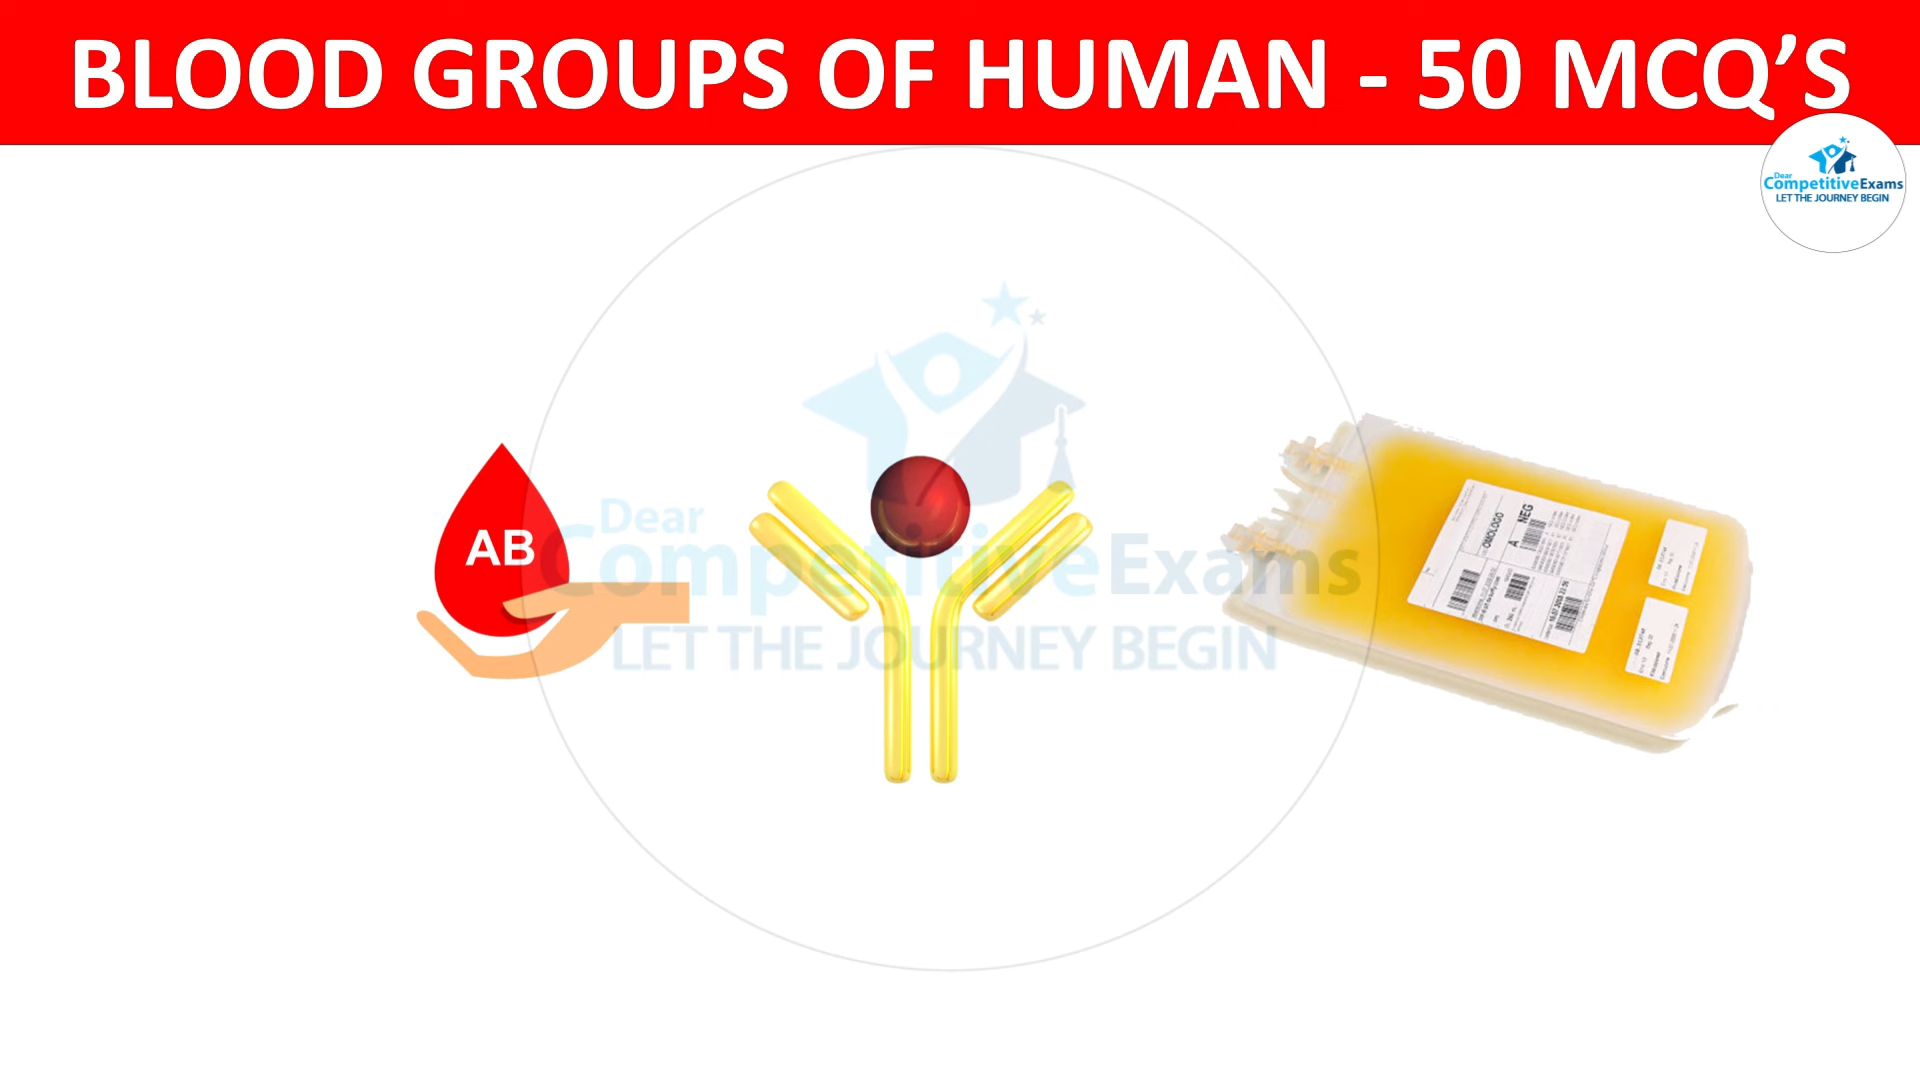 BLOOD GROUPS OF HUMAN - 50 MCQ’S
Dear
CompetitiveExams
LET THE JOURNEY BEGIN
AB
Dear
CompetitiveExams
LET THE JOURNEY BEGIN
OMOLOGO
A NEG